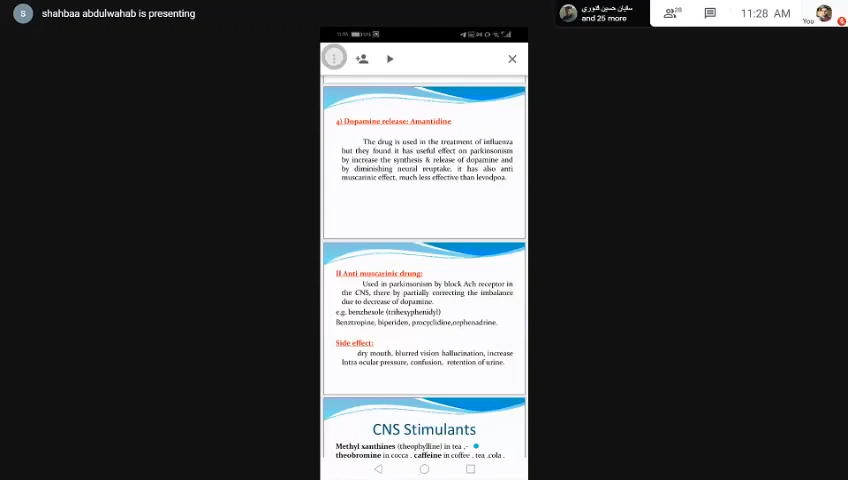 S shahbaa abdulwahab is presenting
سفيان حسين فنوري
and 25 more
28
11:28 AM
You
4) Dopamine release: Amantidine
The drug is used in the treatment of influenza
but they found it has useful effect on parkinsonism
by increase the synthesis & release of dopamine and
by diminishing neural reuptake, it has also anti
muscarinic effect, much less effective than levodpoa.
II Anti muscarinic drung:
Used in parkinsonism by block Ach receptor in
the CNS, there by partially correcting the imbalance
due to decrease of dopamine.
e.g. benzhexole (trihexyphenidyl)
Benztropine, biperiden, procyclidine,orphenadrine.
Side effect:
dry mouth, blurred vision hallucination, increase
Intra ocular pressure, confusion, retention of urine.
CNS Stimulants
Methyl xanthines (theophylline) in tea ,-
theobromine in cocca , caffeine in coffee , tea ,cola ,